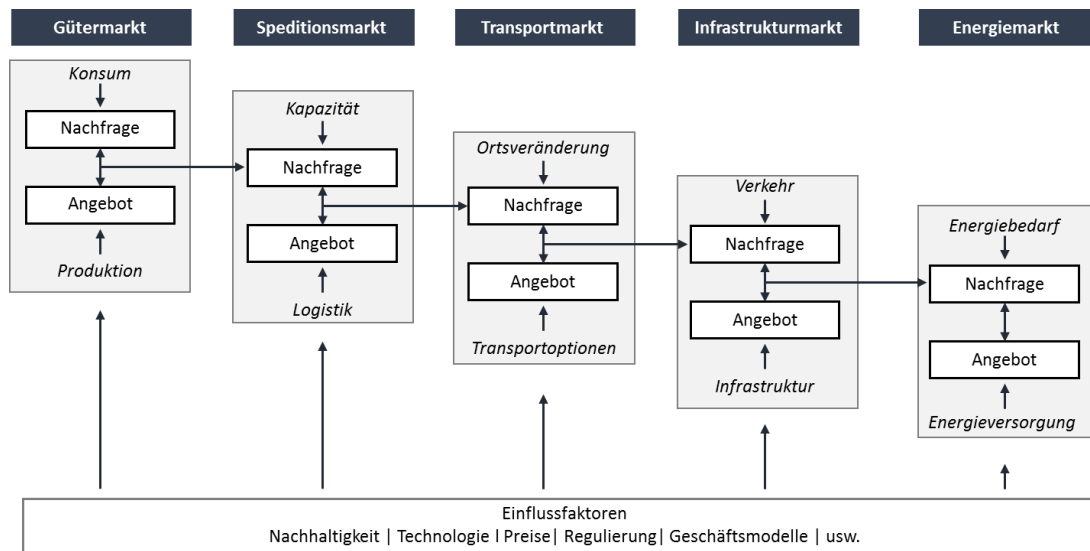 Gütermarkt
Speditionsmarkt
Transportmarkt
Infrastrukturmarkt
Energiemarkt
Konsum
Nachfrage
Angebot
Produktion
Kapazität
Nachfrage
Angebot
Logistik
Ortsveränderung
Nachfrage
Angebot
Transportoptionen
Verkehr
Nachfrage
Angebot
Infrastruktur
Energiebedarf
Nachfrage
Angebot
Energieversorgung
Einflussfaktoren
Nachhaltigkeit | Technologie l Preise| Regulierung| Geschäftsmodelle | usw.